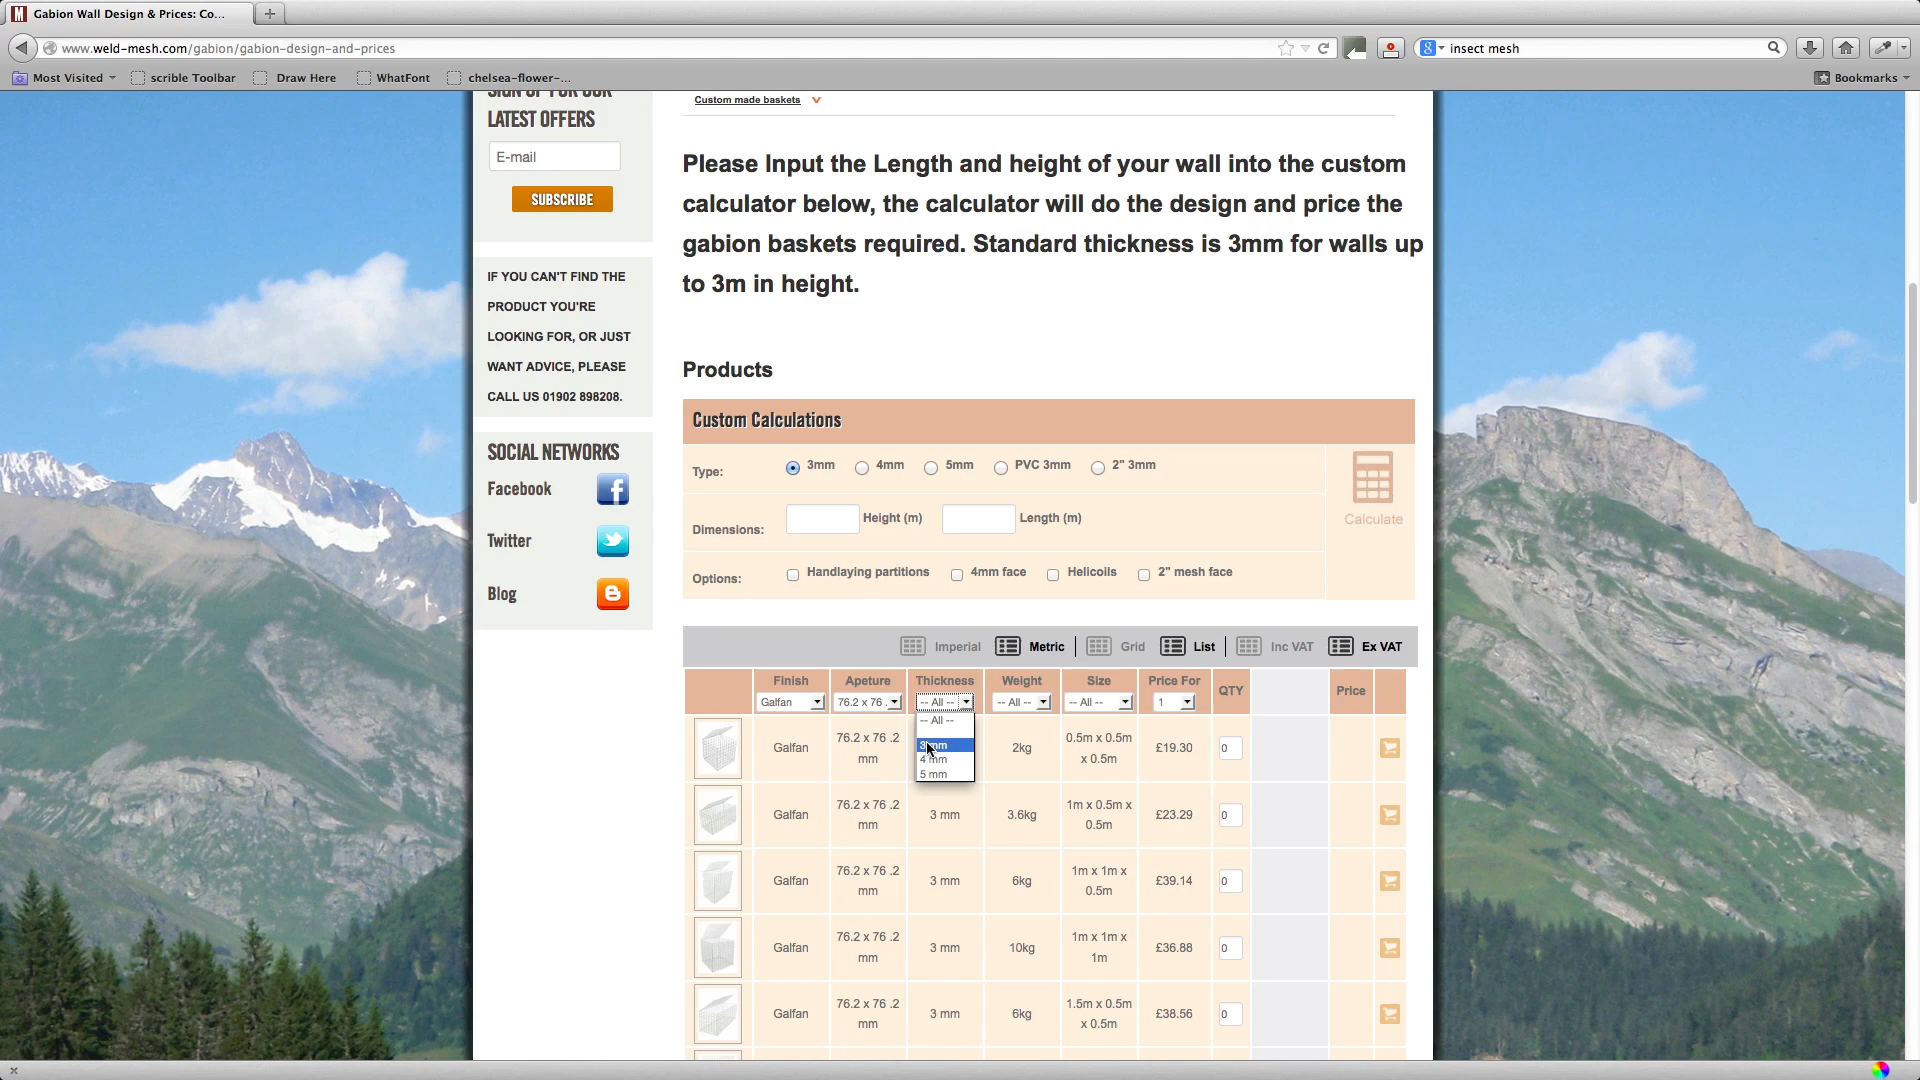 Gabion Wall Design & Prices: Co...
www.weld-mesh.com/gabion/gabion-design-and-prices
insect mesh
Most Visited
scrible Toolbar
Draw Here
WhatFont
chelsea-flower-...
Bookmarks
SIGN UP FOR OUR
LATEST OFFERS
E-mail
SUBSCRIBE
IF YOU CAN'T FIND THE
PRODUCT YOU'RE
LOOKING FOR, OR JUST
WANT ADVICE, PLEASE
CALL US 01902 898208.
SOCIAL NETWORKS
Facebook
Twitter
Blog
Custom made baskets
Please Input the Length and height of your wall into the custom
calculator below, the calculator will do the design and price the
gabion baskets required. Standard thickness is 3mm for walls up
to 3m in height.
Products
Custom Calculations
Type: 3mm 4mm 5mm PVC 3mm 2" 3mm
Dimensions: Height (m) Length (m)
Options: Handlaying partitions 4mm face Helicoils 2" mesh face
Calculate
Imperial Metric Grid List Inc VAT Ex VAT
Finish Apeture Thickness Weight Size Price For QTY Price
Galfan 76.2 x 76 . -- All -- -- All -- -- All -- 1
-- All --
3 mm
4 mm
5 mm
Galfan 76.2 x 76 .2 mm 2kg 0.5m x 0.5m x 0.5m £19.30 0
Galfan 76.2 x 76 .2 mm 3 mm 3.6kg 1m x 0.5m x 0.5m £23.29 0
Galfan 76.2 x 76 .2 mm 3 mm 6kg 1m x 1m x 0.5m £39.14 0
Galfan 76.2 x 76 .2 mm 3 mm 10kg 1m x 1m x 1m £36.88 0
Galfan 76.2 x 76 .2 mm 3 mm 6kg 1.5m x 0.5m x 0.5m £38.56 0